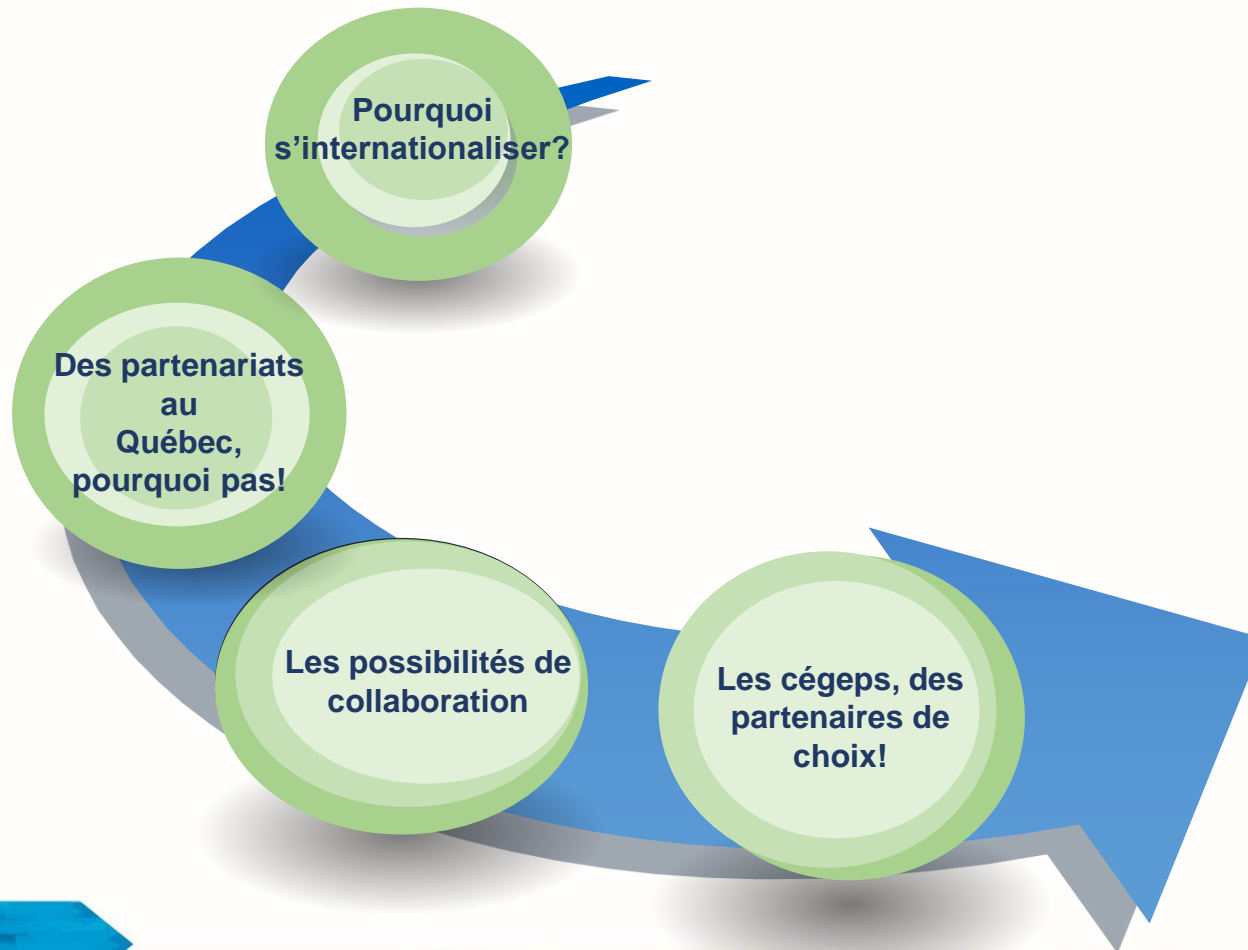 Pourquoi
s’internationaliser?
Des partenariats
au
Québec,
pourquoi pas!
Les possibilités de
collaboration
Les cégeps, des
partenaires de
choix!